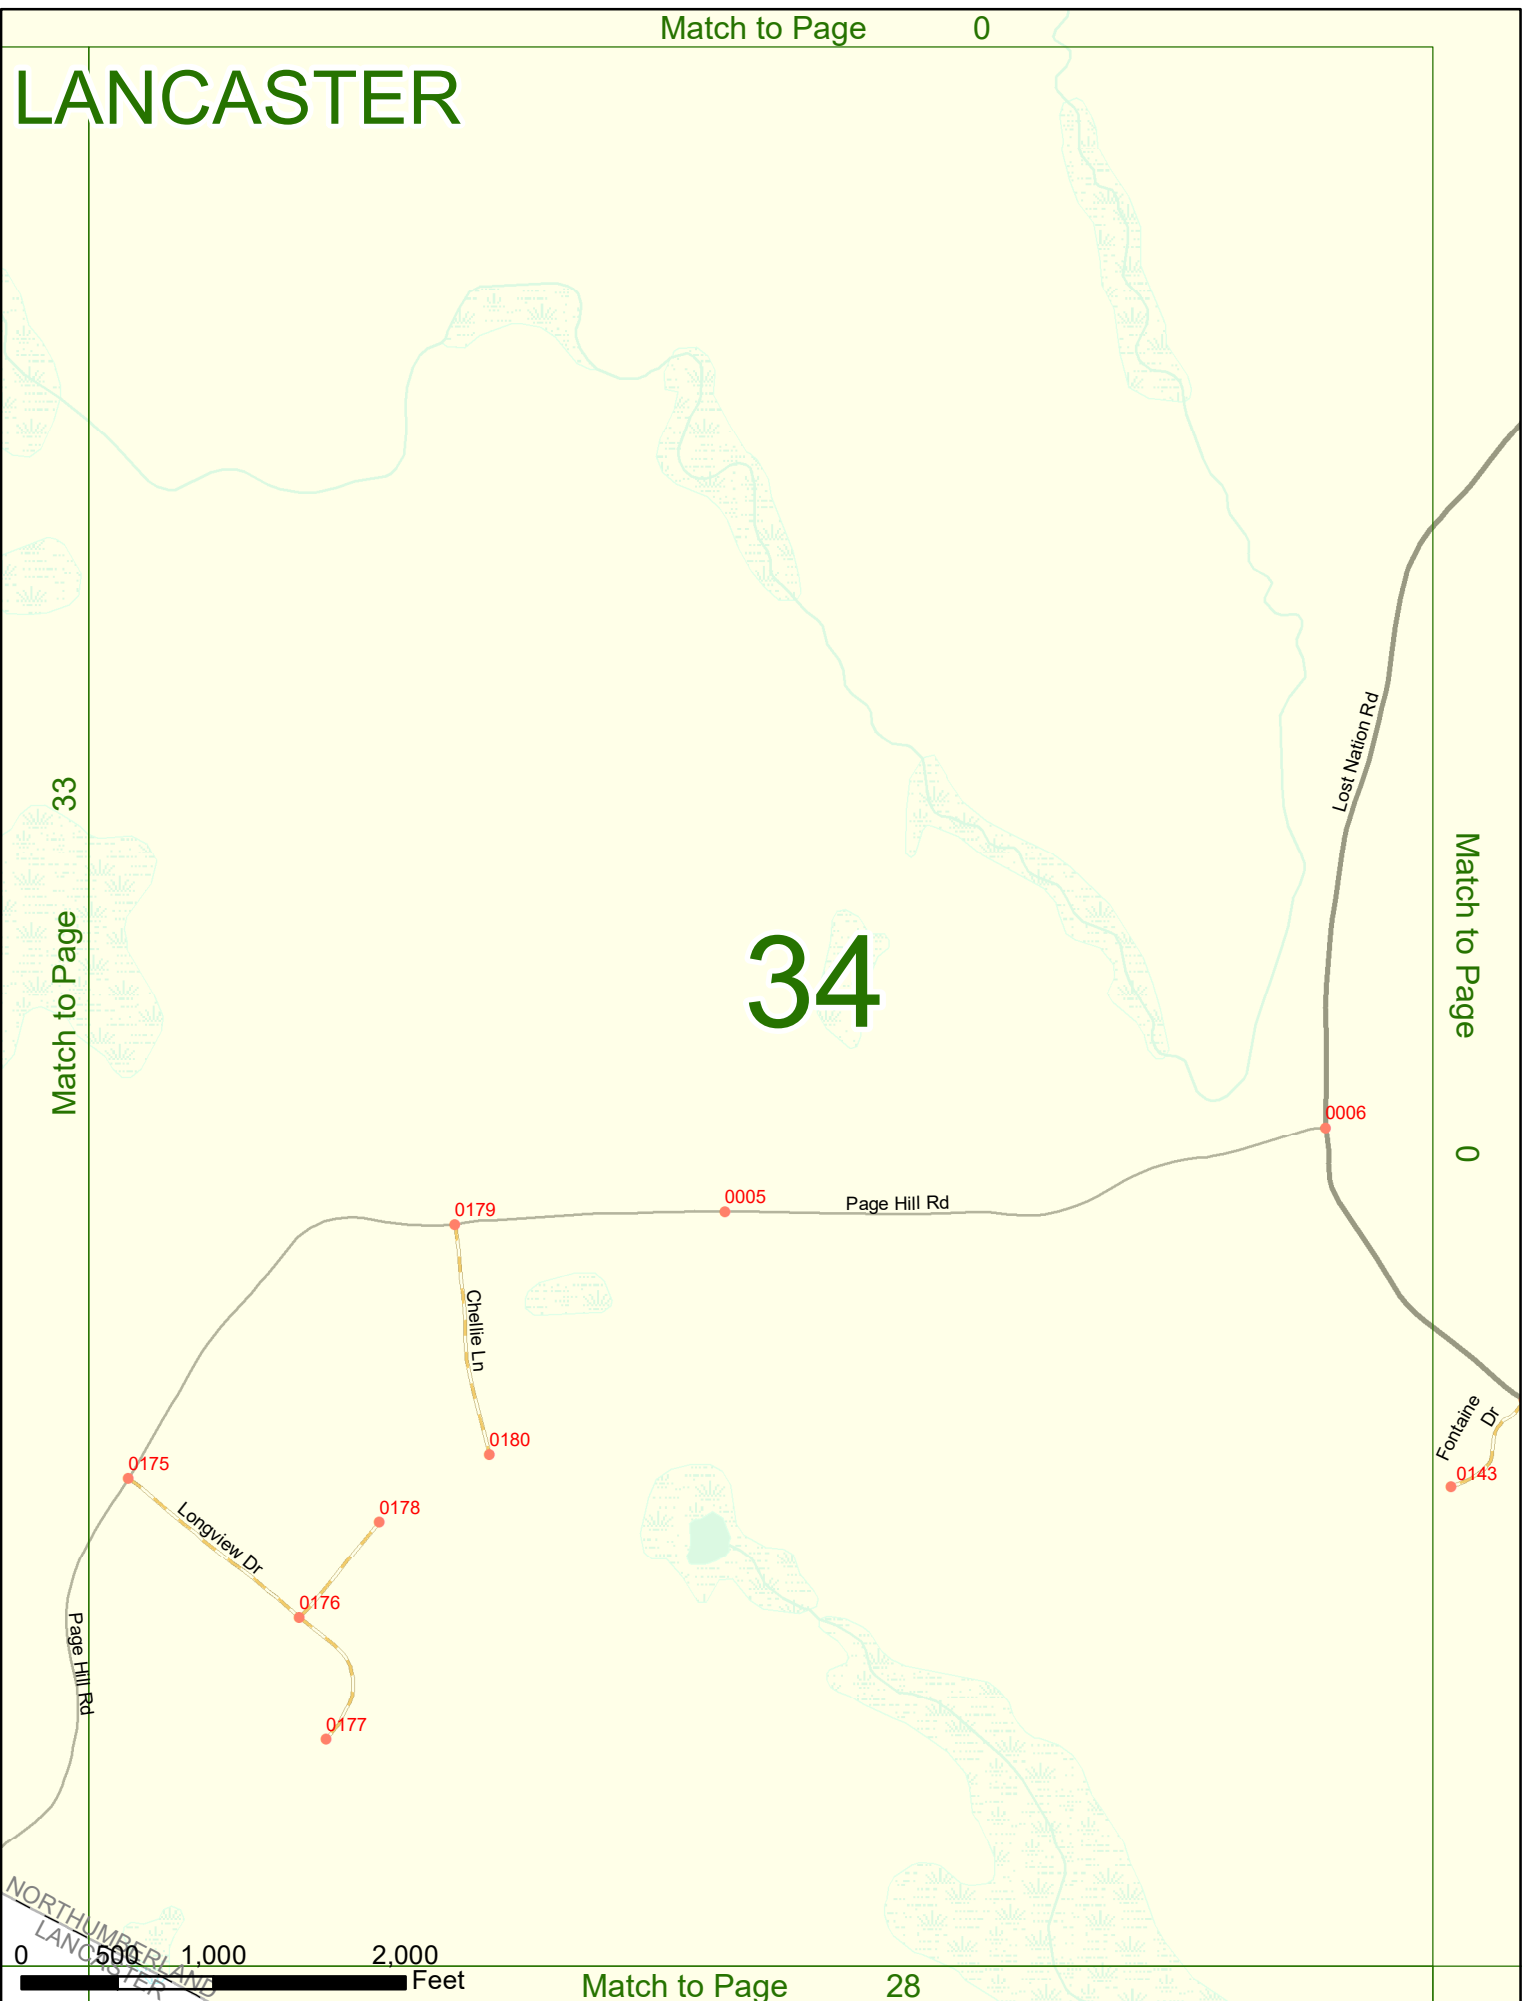 Match to Page 0
LANCASTER
Lost Nation Rd
Match to Page 33
Match to Page 0
34
0006
0005
0179
Page Hill Rd
Chellie Ln
0180
0175
0178
Longview Dr
0176
Fontaine Dr
0143
Page Hill Rd
0177
NORTHUMBERLAND
LANCASTER
0 500 1,000 2,000
Feet
Match to Page 28